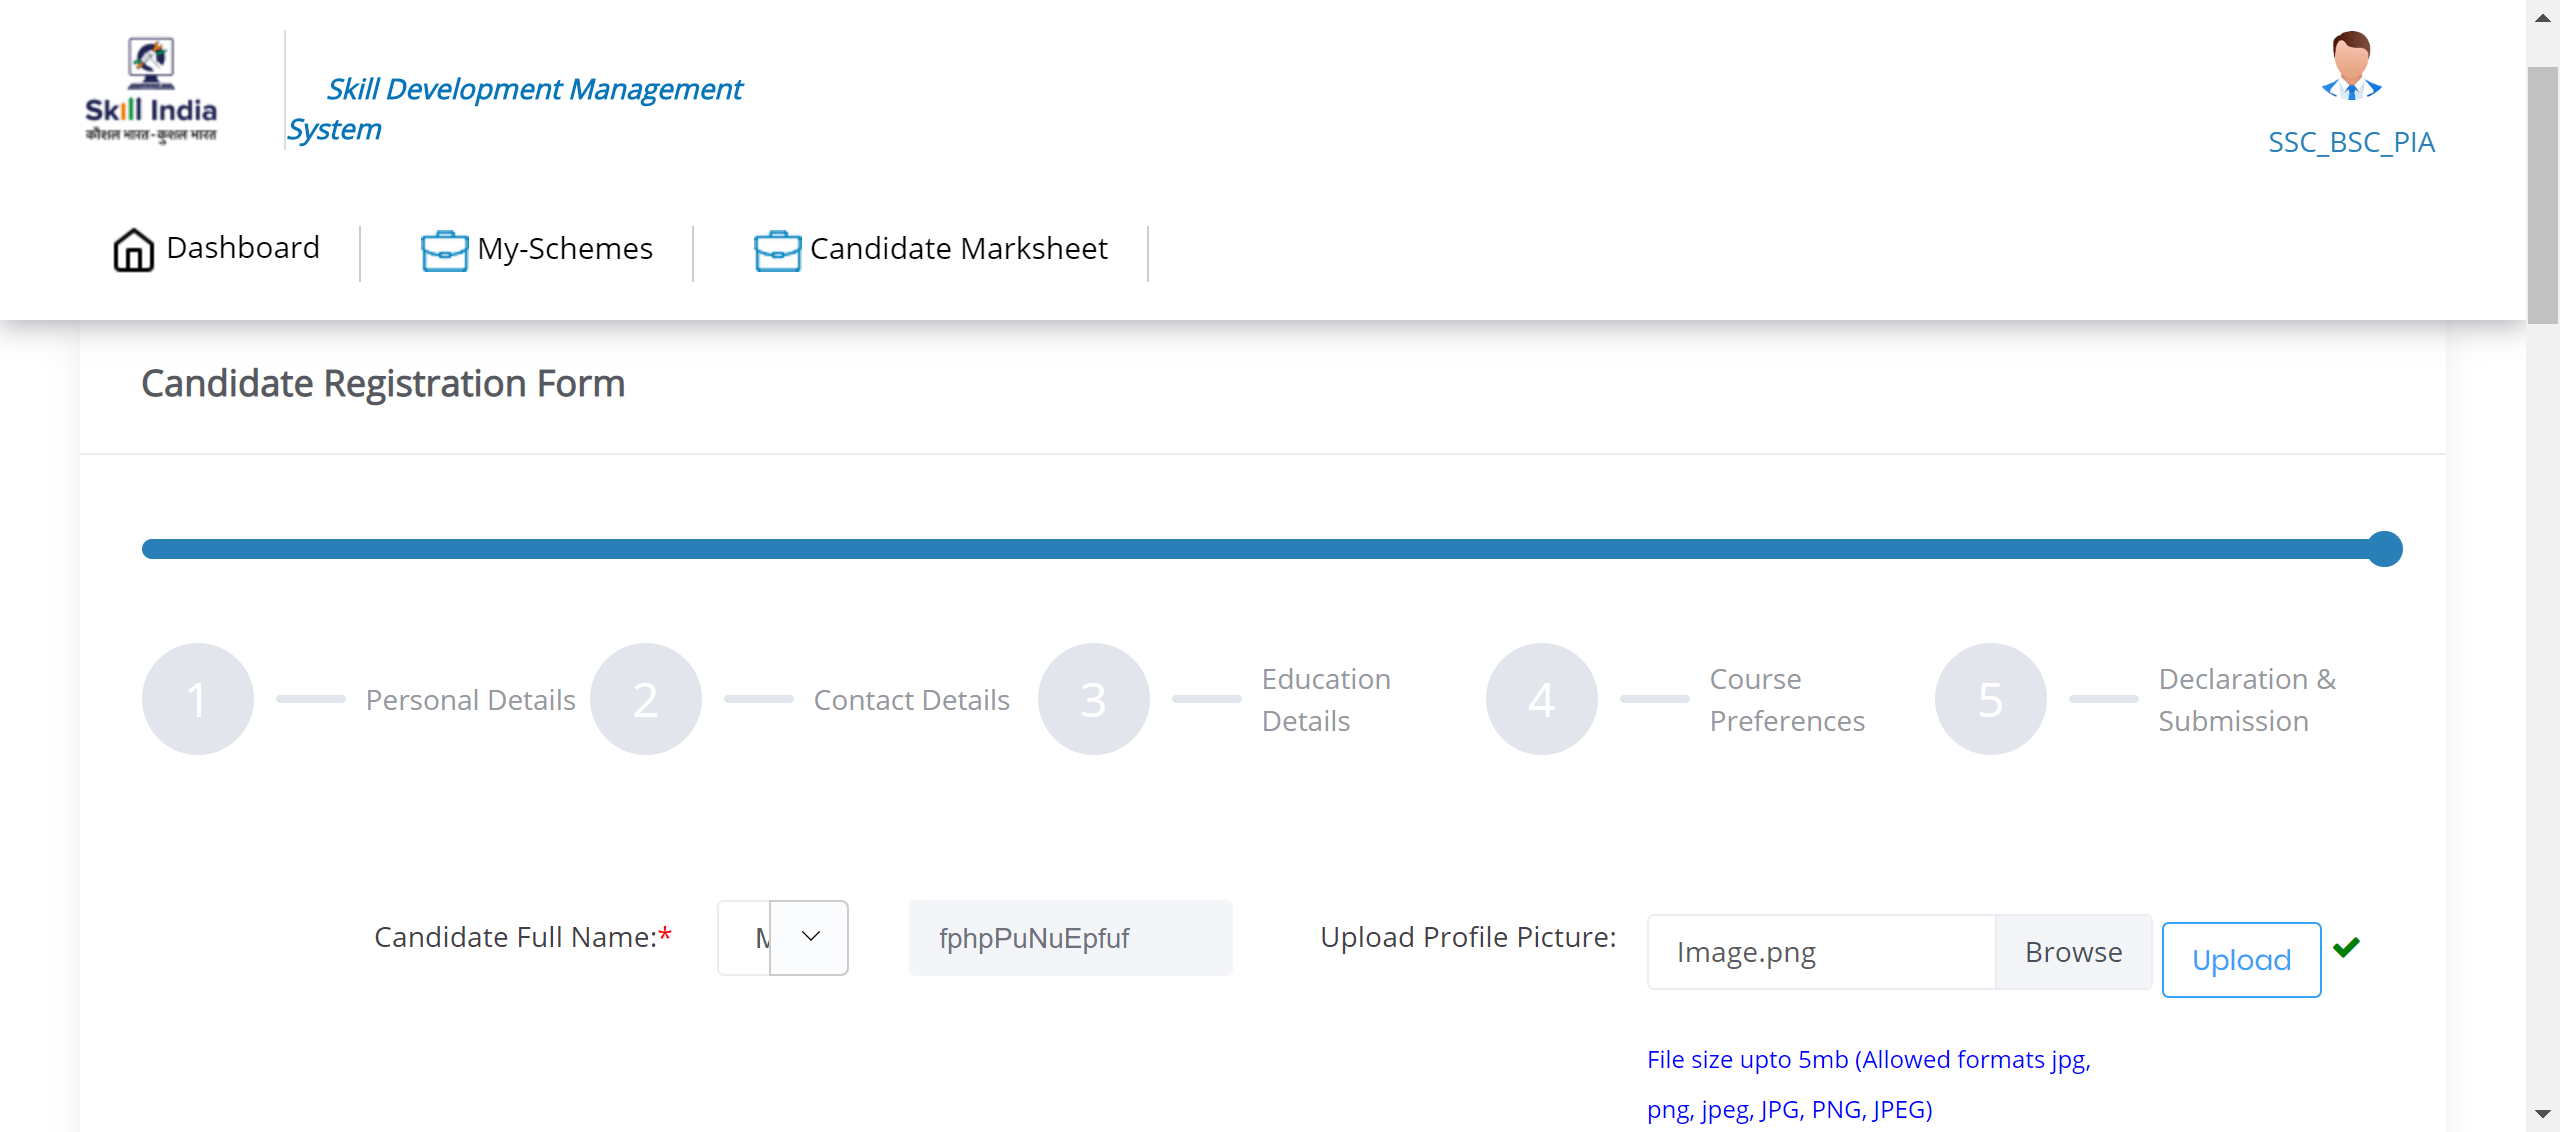 Skill India
कौशल भारत-कुशल भारत
Skill Development Management
System
SSC_BSC_PIA
Dashboard
My-Schemes
Candidate Marksheet
Candidate Registration Form
1 Personal Details
2 Contact Details
3 Education Details
4 Course Preferences
5 Declaration & Submission
Candidate Full Name:*
fphpPuNuEpfuf
Upload Profile Picture:
Image.png
Browse
Upload
File size upto 5mb (Allowed formats jpg,
png, jpeg, JPG, PNG, JPEG)